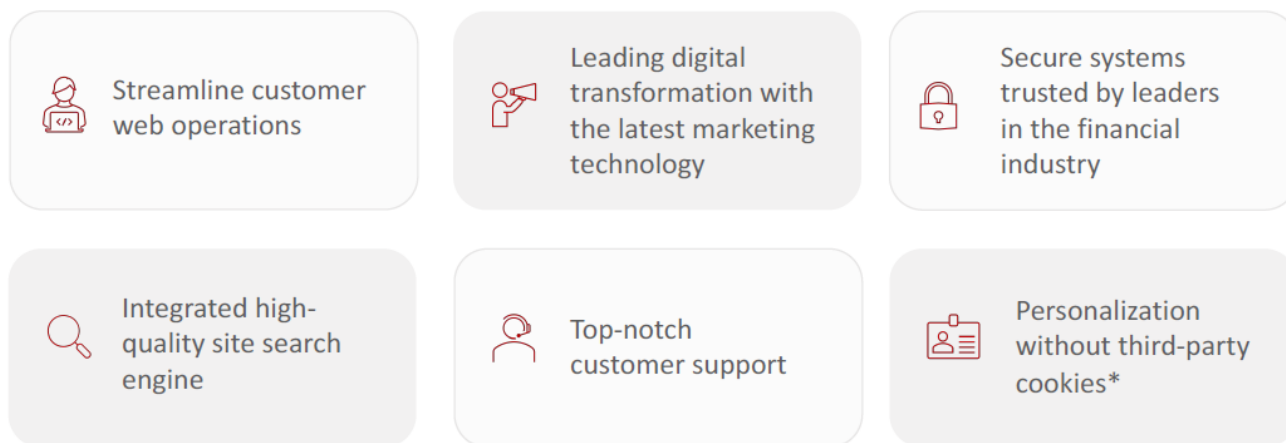 Streamline customer
web operations
Leading digital
transformation with
the latest marketing
technology
Secure systems
trusted by leaders
in the financial
industry
Integrated high-
quality site search
engine
Top-notch
customer support
Personalization
without third-party
cookies*